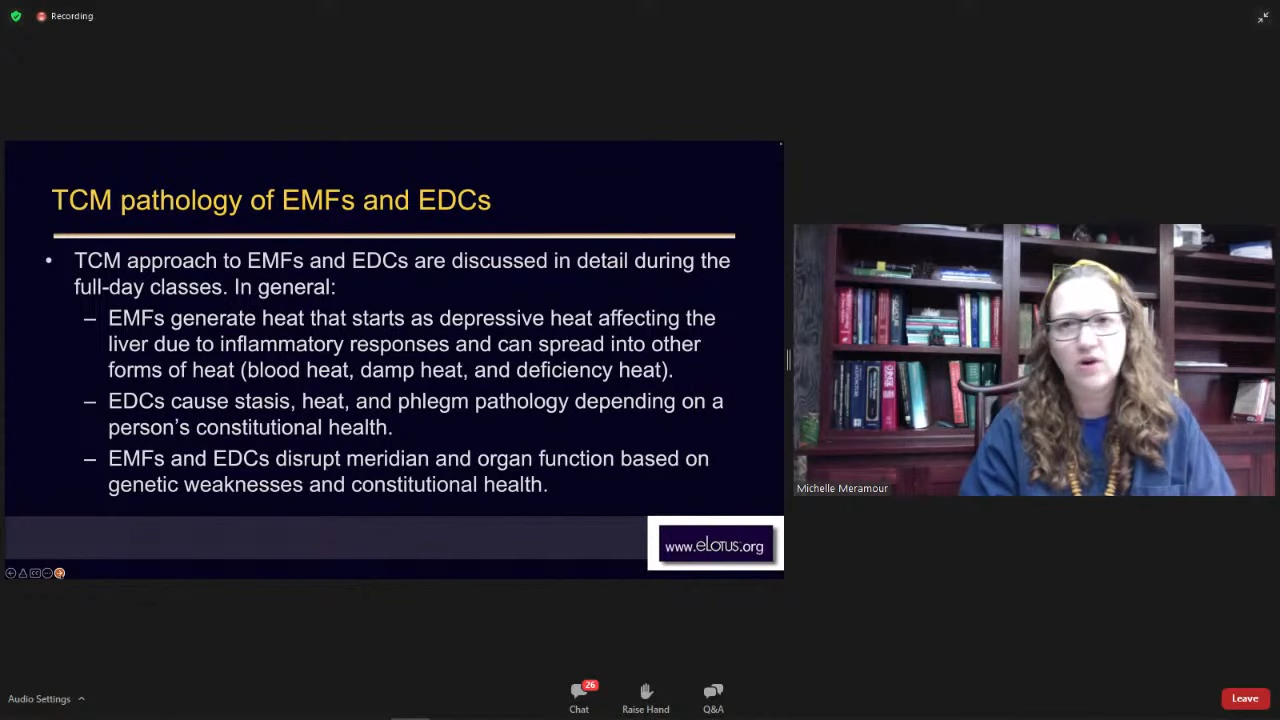 Recording
TCM pathology of EMFs and EDCs
• TCM approach to EMFs and EDCs are discussed in detail during the
full-day classes. In general:
– EMFs generate heat that starts as depressive heat affecting the
liver due to inflammatory responses and can spread into other
forms of heat (blood heat, damp heat, and deficiency heat).
– EDCs cause stasis, heat, and phlegm pathology depending on a
person's constitutional health.
– EMFs and EDCs disrupt meridian and organ function based on
genetic weaknesses and constitutional health.
www.eLotus.org
Michelle Meramour
Audio Settings
26
Chat
Raise Hand
Q&A
Leave